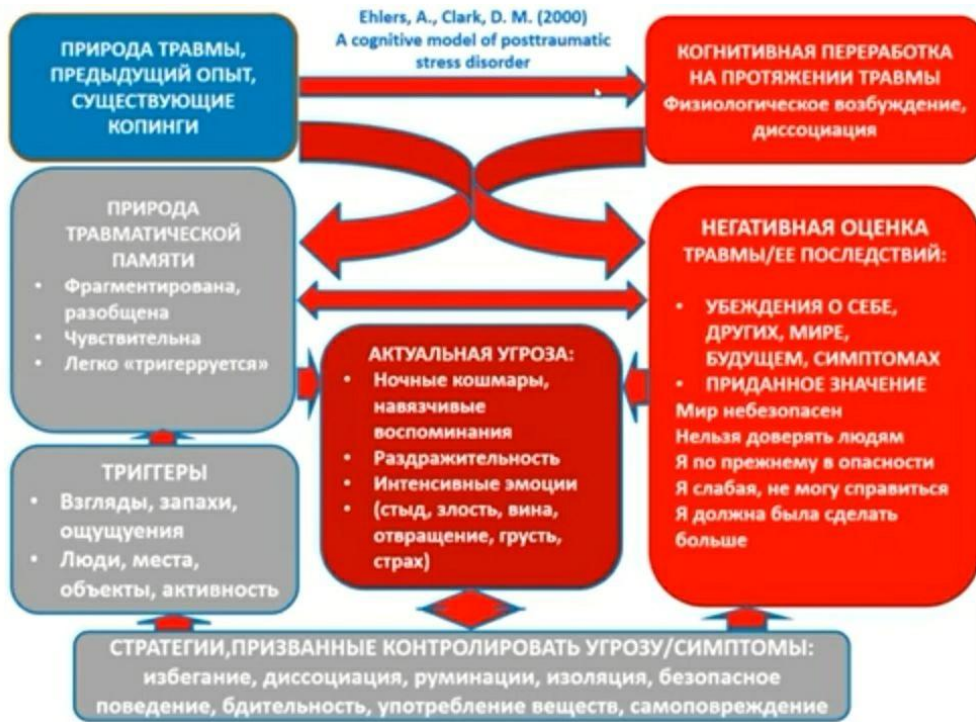 Ehlers, A., Clark, D. M. (2000)
A cognitive model of posttraumatic
stress disorder
ПРИРОДА ТРАВМЫ,
ПРЕДЫДУЩИЙ ОПЫТ,
СУЩЕСТВУЮЩИЕ
КОПИНГИ
КОГНИТИВНАЯ ПЕРЕРАБОТКА
НА ПРОТЯЖЕНИИ ТРАВМЫ
Физиологическое возбуждение,
диссоциация
ПРИРОДА
ТРАВМАТИЧЕСКОЙ
ПАМЯТИ
• Фрагментирована,
разобщена
• Чувствительна
• Легко «тригерруется»
НЕГАТИВНАЯ ОЦЕНКА
ТРАВМЫ/ЕЕ ПОСЛЕДСТВИЙ:
• УБЕЖДЕНИЯ О СЕБЕ,
ДРУГИХ, МИРЕ,
БУДУЩЕМ, СИМПТОМАХ
• ПРИДАННОЕ ЗНАЧЕНИЕ
Мир небезопасен
Нельзя доверять людям
Я по прежнему в опасности
Я слабая, не могу справиться
Я должна была сделать
больше
АКТУАЛЬНАЯ УГРОЗА:
• Ночные кошмары,
навязчивые
воспоминания
• Раздражительность
• Интенсивные эмоции
• (стыд, злость, вина,
отвращение, грусть,
страх)
ТРИГГЕРЫ
• Взгляды, запахи,
ощущуения
• Люди, места,
объекты, активность
СТРАТЕГИИ,ПРИЗВАННЫЕ КОНТРОЛИРОВАТЬ УГРОЗУ/СИМПТОМЫ:
избегание, диссоциация, руминации, изоляция, безопасное
поведение, бдительность, употребление веществ, самоповреждение